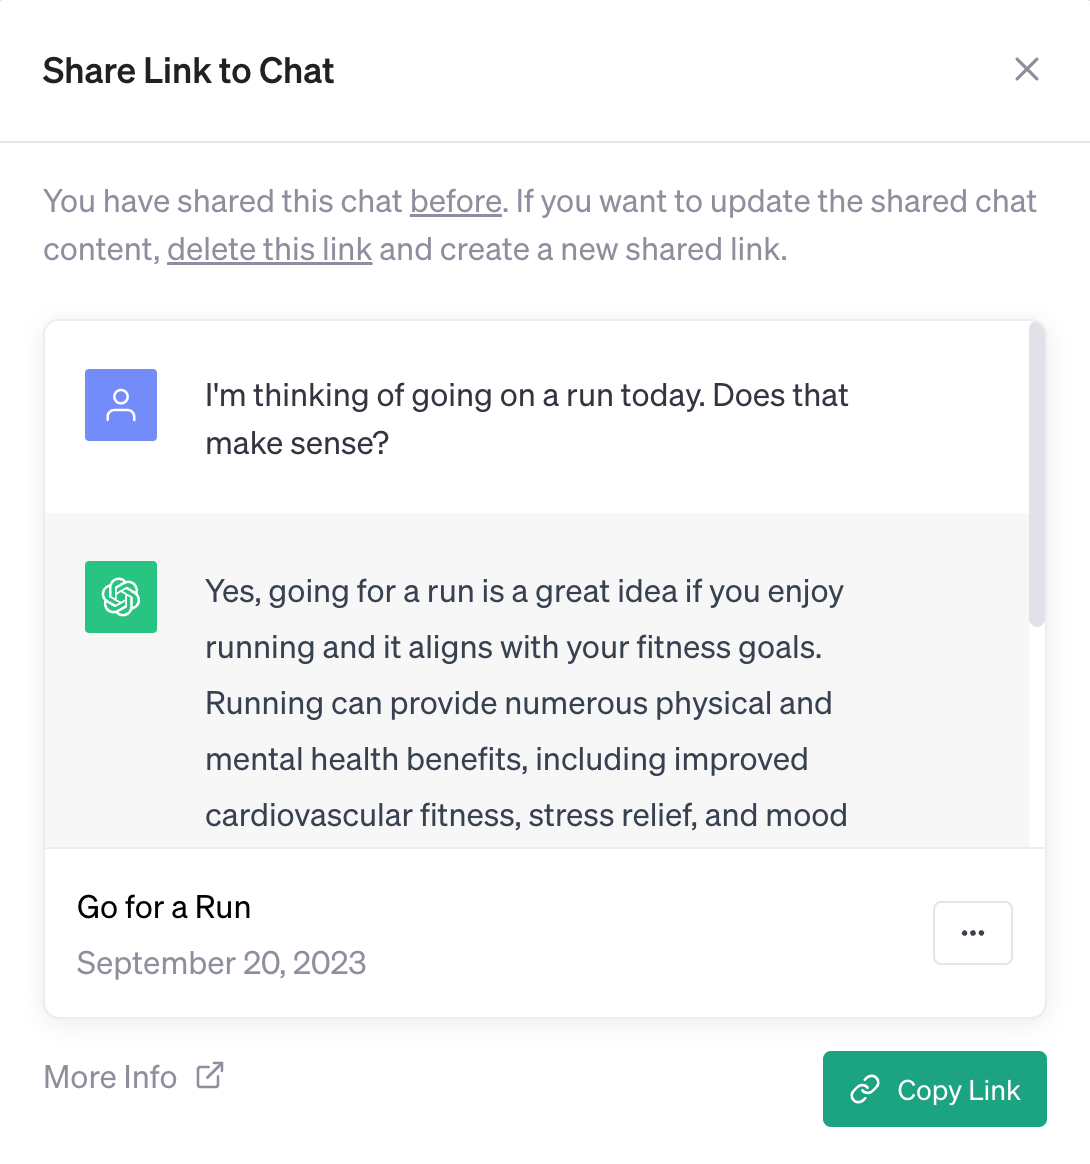 Share Link to Chat
You have shared this chat before. If you want to update the shared chat
content, delete this link and create a new shared link.
I'm thinking of going on a run today. Does that
make sense?
Yes, going for a run is a great idea if you enjoy
running and it aligns with your fitness goals.
Running can provide numerous physical and
mental health benefits, including improved
cardiovascular fitness, stress relief, and mood
Go for a Run
September 20, 2023
More Info
Copy Link